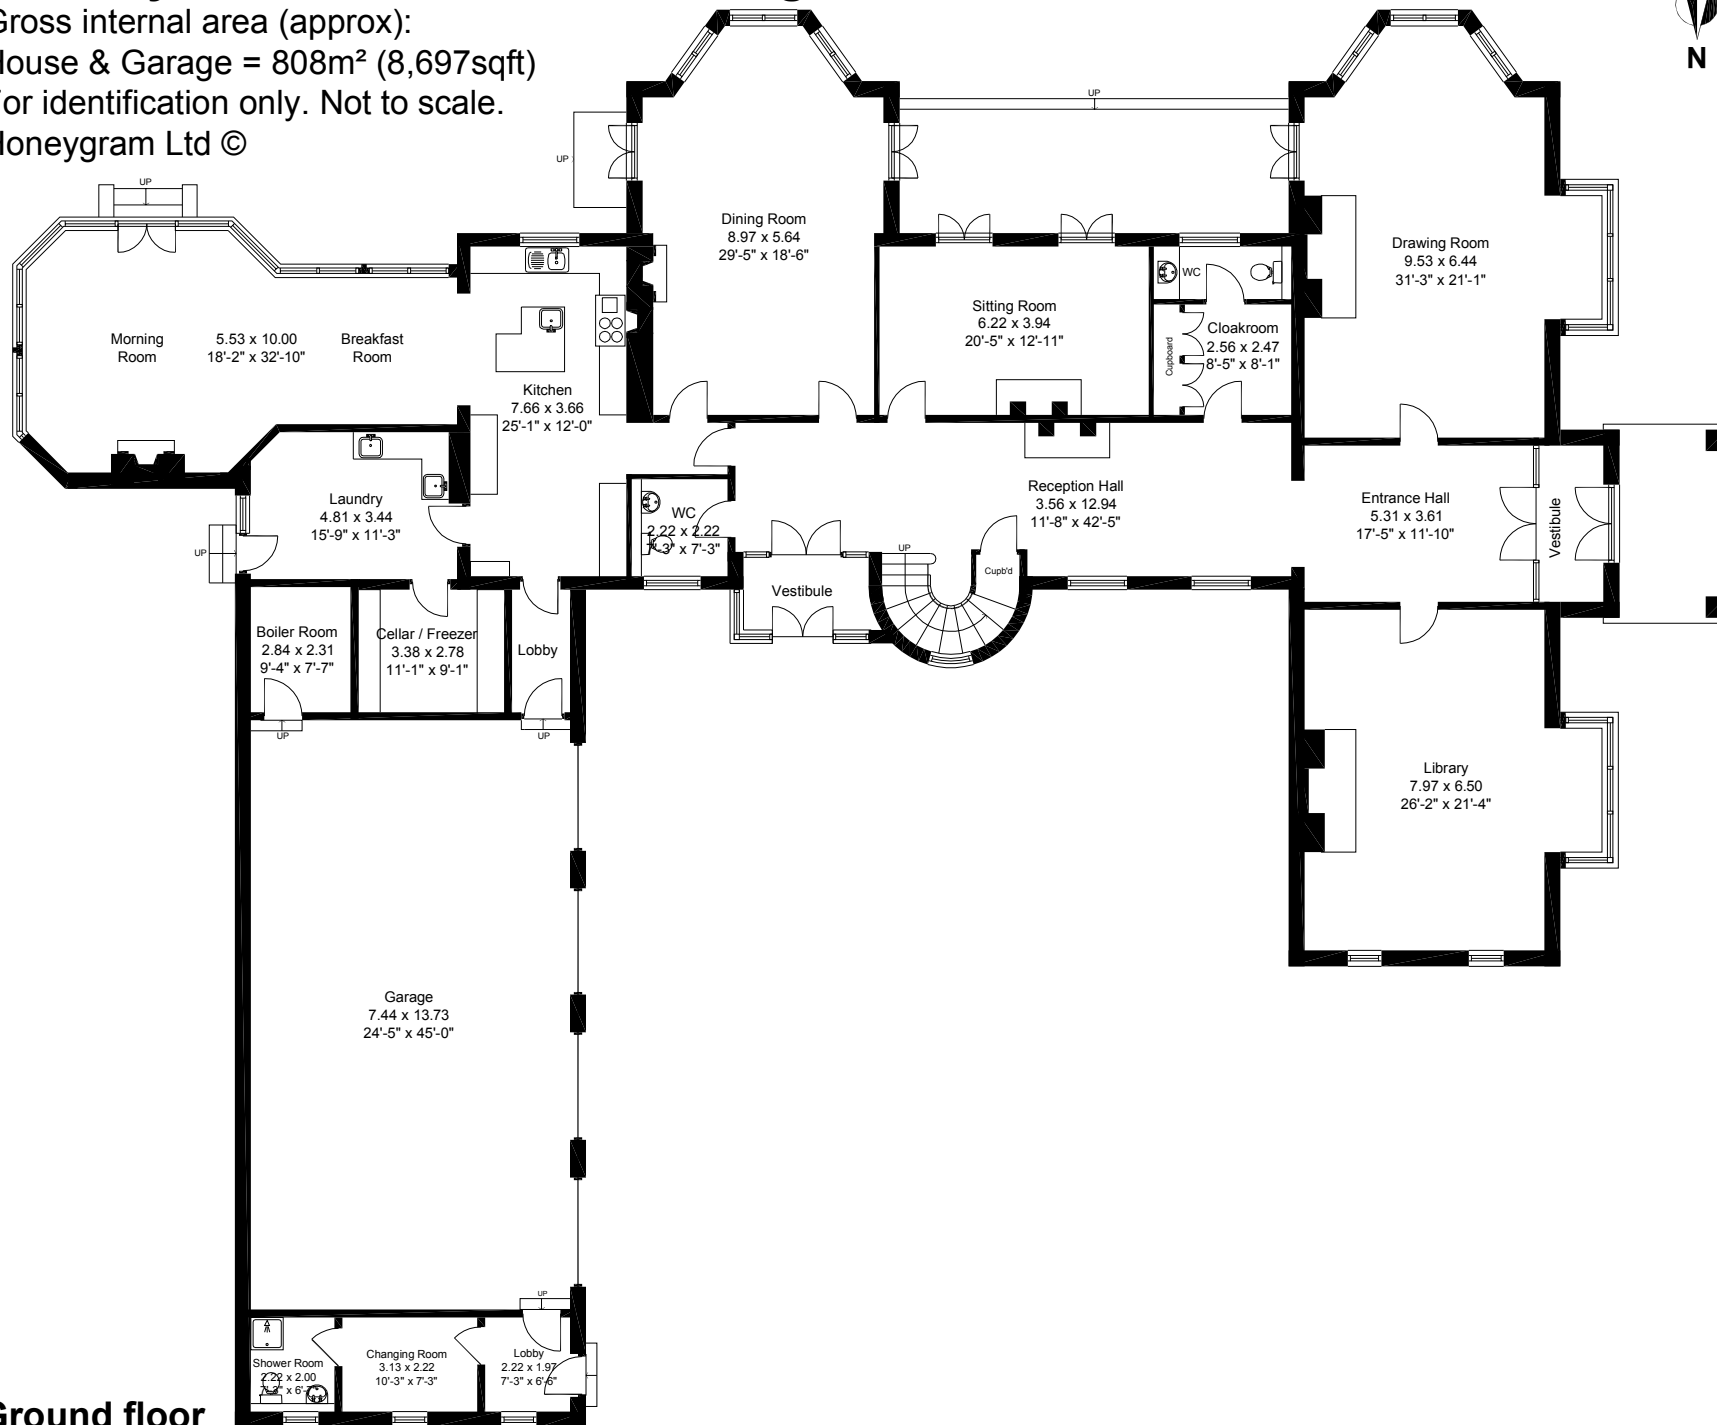 ross internal area (approx):
ouse & Garage = 808m² (8,697sqft)
or identification only. Not to scale.
oneygram Ltd ©
N
UP
UP
UP
Dining Room
8.97 x 5.64
29'-5" x 18'-6"
Drawing Room
9.53 x 6.44
31'-3" x 21'-1"
WC
Sitting Room
6.22 x 3.94
20'-5" x 12'-11"
Cloakroom
2.56 x 2.47
8'-5" x 8'-1"
Cupboard
Morning
Room
5.53 x 10.00
18'-2" x 32'-10"
Breakfast
Room
Kitchen
7.66 x 3.66
25'-1" x 12'-0"
Laundry
4.81 x 3.44
15'-9" x 11'-3"
UP
WC
2.22 x 2.22
7'-3" x 7'-3"
Reception Hall
3.56 x 12.94
11'-8" x 42'-5"
Entrance Hall
5.31 x 3.61
17'-5" x 11'-10"
Vestibule
UP
Cupb'd
Vestibule
Boiler Room
2.84 x 2.31
9'-4" x 7'-7"
Cellar / Freezer
3.38 x 2.78
11'-1" x 9'-1"
Lobby
UP
UP
Library
7.97 x 6.50
26'-2" x 21'-4"
Garage
7.44 x 13.73
24'-5" x 45'-0"
UP
Shower Room
2.22 x 2.00
Changing Room
3.13 x 2.22
10'-3" x 7'-3"
Lobby
2.22 x 1.97
7'-3" x 6'-6"
round floor